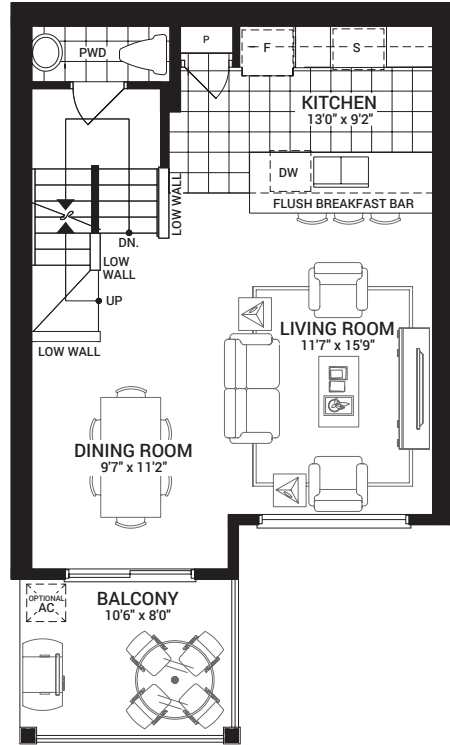 PWD
P
F
S
KITCHEN
13'0" x 9'2"
DW
FLUSH BREAKFAST BAR
LOW WALL
DN.
LOW
WALL
UP
LOW WALL
LIVING ROOM
11'7" x 15'9"
DINING ROOM
9'7" x 11'2"
OPTIONAL
AC
BALCONY
10'6" x 8'0"